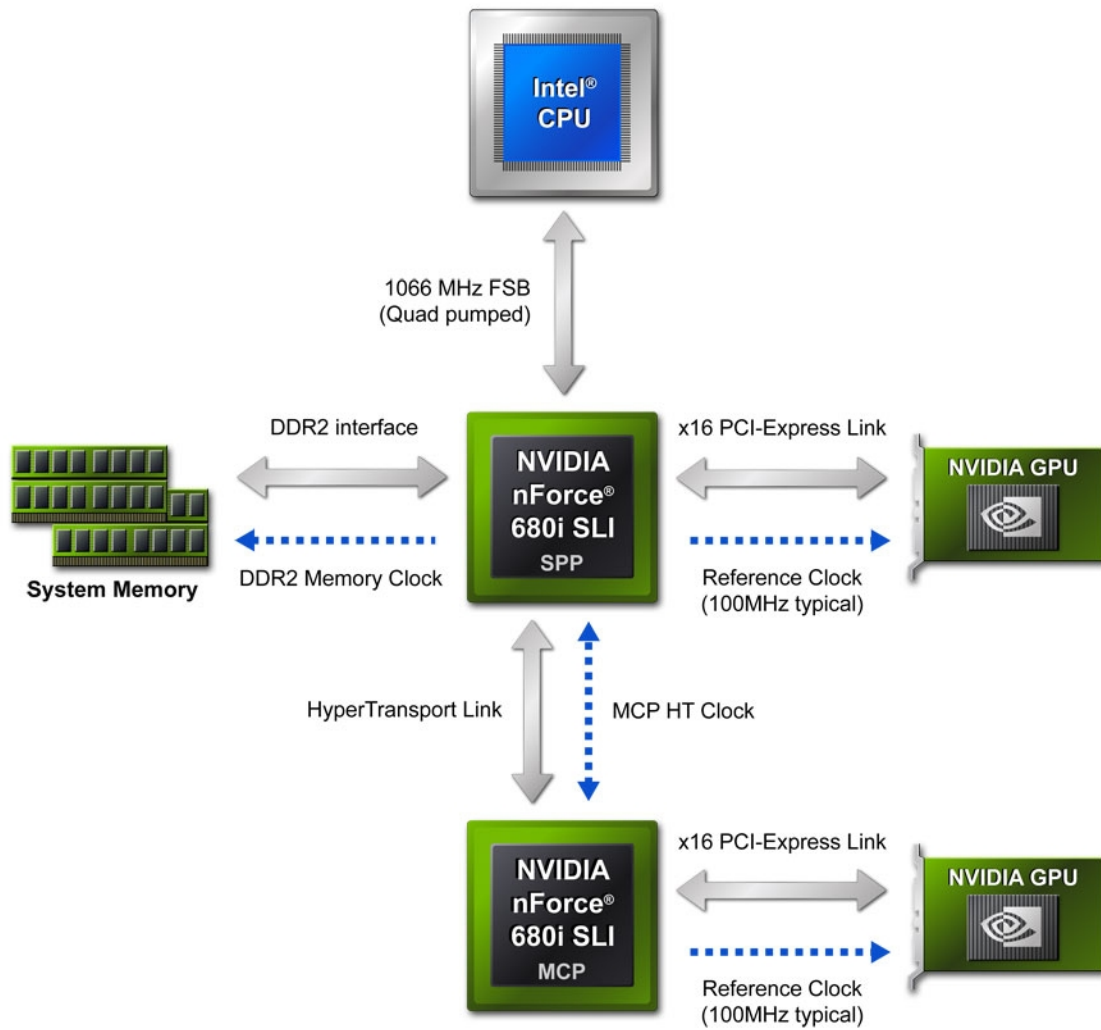 Intel®
CPU
1066 MHz FSB
(Quad pumped)
DDR2 interface
x16 PCI-Express Link
NVIDIA
nForce®
680i SLI
SPP
NVIDIA GPU
System Memory
DDR2 Memory Clock
Reference Clock
(100MHz typical)
HyperTransport Link
MCP HT Clock
x16 PCI-Express Link
NVIDIA
nForce®
680i SLI
MCP
NVIDIA GPU
Reference Clock
(100MHz typical)